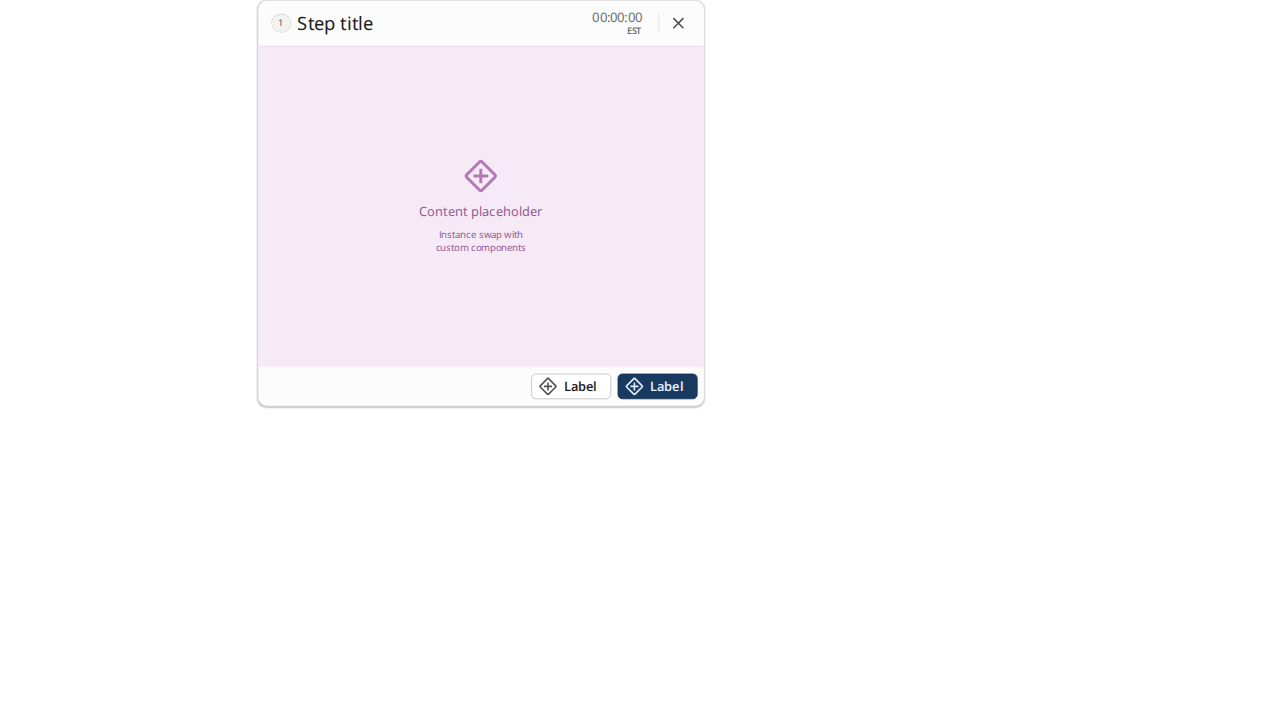 1 Step title
00:00:00
EST
Content placeholder
Instance swap with
custom components
Label
Label